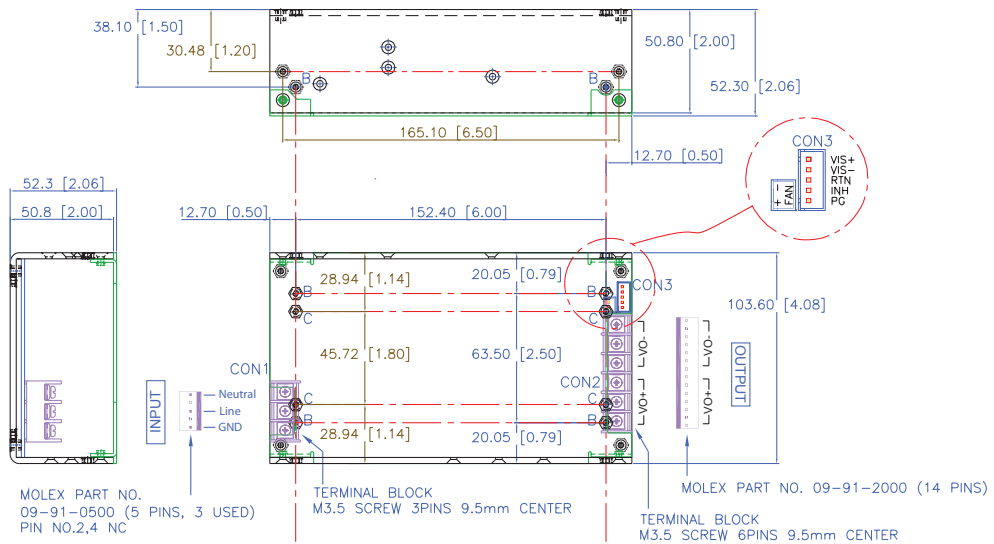 38.10 [1.50]
30.48 [1.20]
B
B
50.80 [2.00]
52.30 [2.06]
165.10 [6.50]
12.70 [0.50]
CON3
VIS+
VIS-
RTN
INH
PG
+ -
FAN
52.3 [2.06]
50.8 [2.00]
12.70 [0.50]
152.40 [6.00]
28.94 [1.14]
20.05 [0.79]
B
B
C
C
CON3
103.60 [4.08]
45.72 [1.80]
63.50 [2.50]
CON1
CON2
VO-
VO+
VO-
VO+
OUTPUT
INPUT
Neutral
Line
GND
C
C
B
B
28.94 [1.14]
20.05 [0.79]
MOLEX PART NO.
09-91-0500 (5 PINS, 3 USED)
PIN NO.2,4 NC
TERMINAL BLOCK
M3.5 SCREW 3PINS 9.5mm CENTER
MOLEX PART NO. 09-91-2000 (14 PINS)
TERMINAL BLOCK
M3.5 SCREW 6PINS 9.5mm CENTER